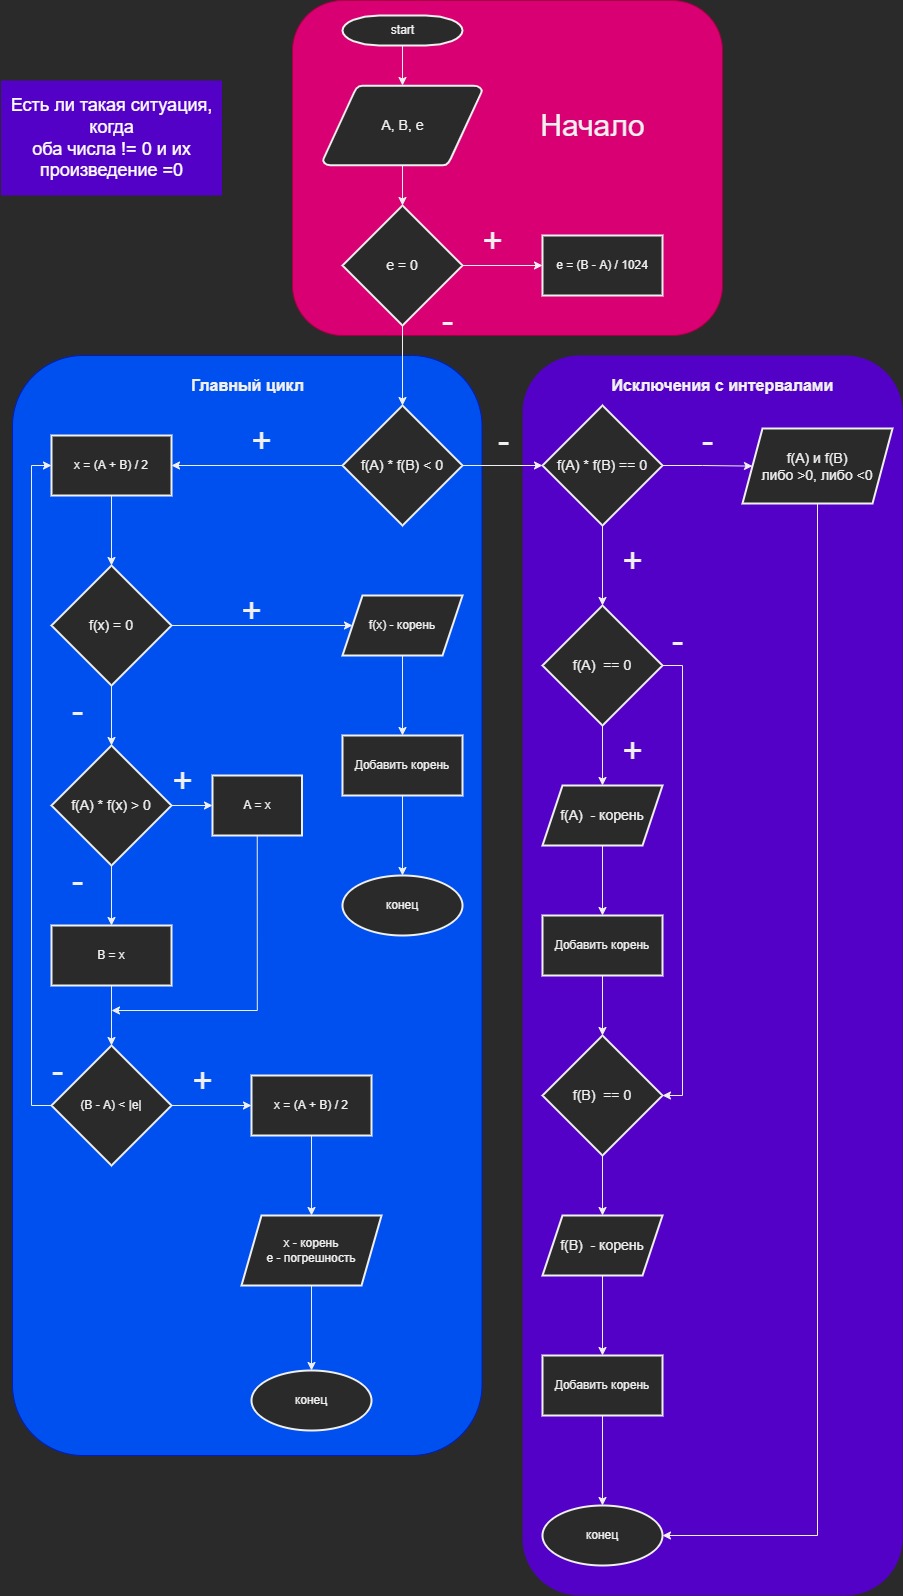 start
A, B, e
Начало
Есть ли такая ситуация,
когда
оба числа != 0 и их
произведение =0
e = 0
+
e = (B - A) / 1024
-
Главный цикл
f(A) * f(B) < 0
+
-
x = (A + B) / 2
f(x) = 0
+
f(x) - корень
Добавить корень
конец
-
f(A) * f(x) > 0
+
A = x
-
B = x
(B - A) < |e|
-
+
x = (A + B) / 2
x - корень
e - погрешность
конец
Исключения с интервалами
f(A) * f(B) == 0
-
f(A) и f(B)
либо >0, либо <0
+
f(A)  == 0
-
+
f(A)  - корень
Добавить корень
f(B)  == 0
f(B)  - корень
Добавить корень
конец